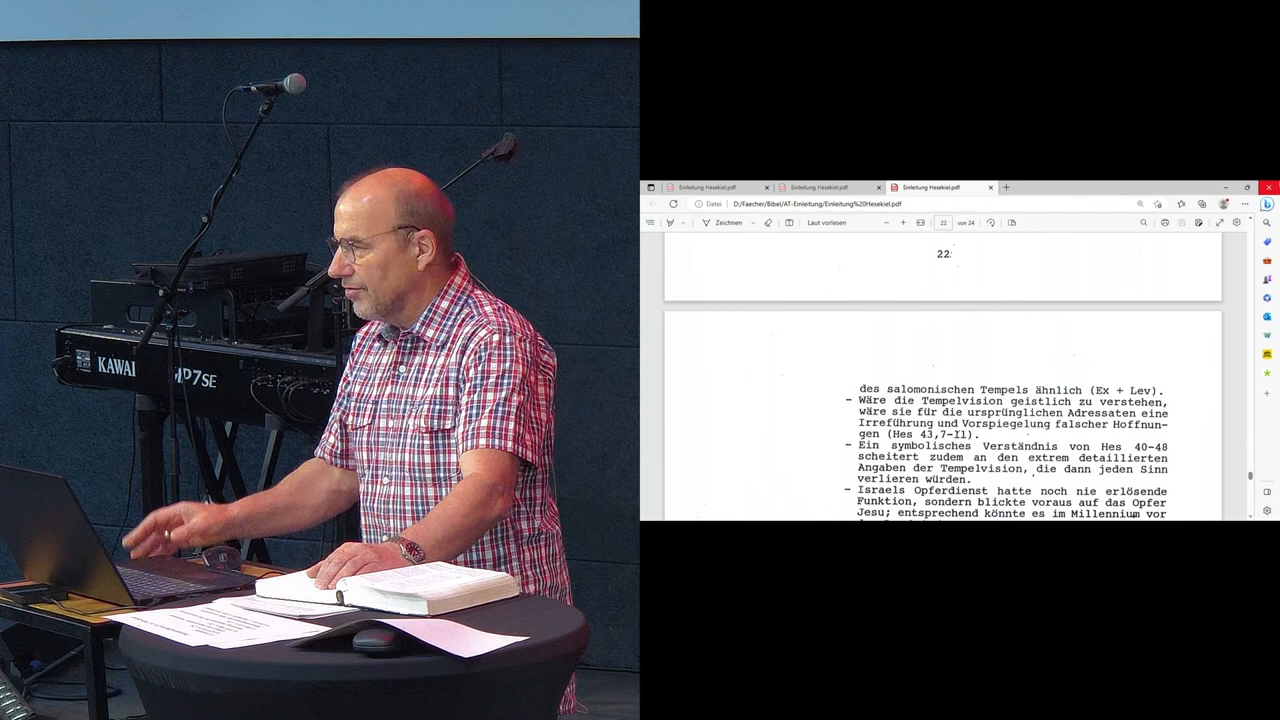 KAWAI MP7SE
Einleitung Hesekiel.pdf
Einleitung Hesekiel.pdf
Einleitung Hesekiel.pdf
Datei D:/Faecher/Bibel/AT-Einleitung/Einleitung%20Hesekiel.pdf
Zeichnen Laut vorlesen 22 von 24
22
des salomonischen Tempels ähnlich (Ex + Lev).
- Wäre die Tempelvision geistlich zu verstehen,
wäre sie für die ursprünglichen Adressaten eine
Irreführung und Vorspiegelung falscher Hoffnun-
gen (Hes 43,7-Il).
- Ein symbolisches Verständnis von Hes 40-48
scheitert zudem an den extrem detaillierten
Angaben der Tempelvision, die dann jeden Sinn
verlieren würden.
- Israels Opferdienst hatte noch nie erlösende
Funktion, sondern blickte voraus auf das Opfer
Jesu; entsprechend könnte es im Millennium vor